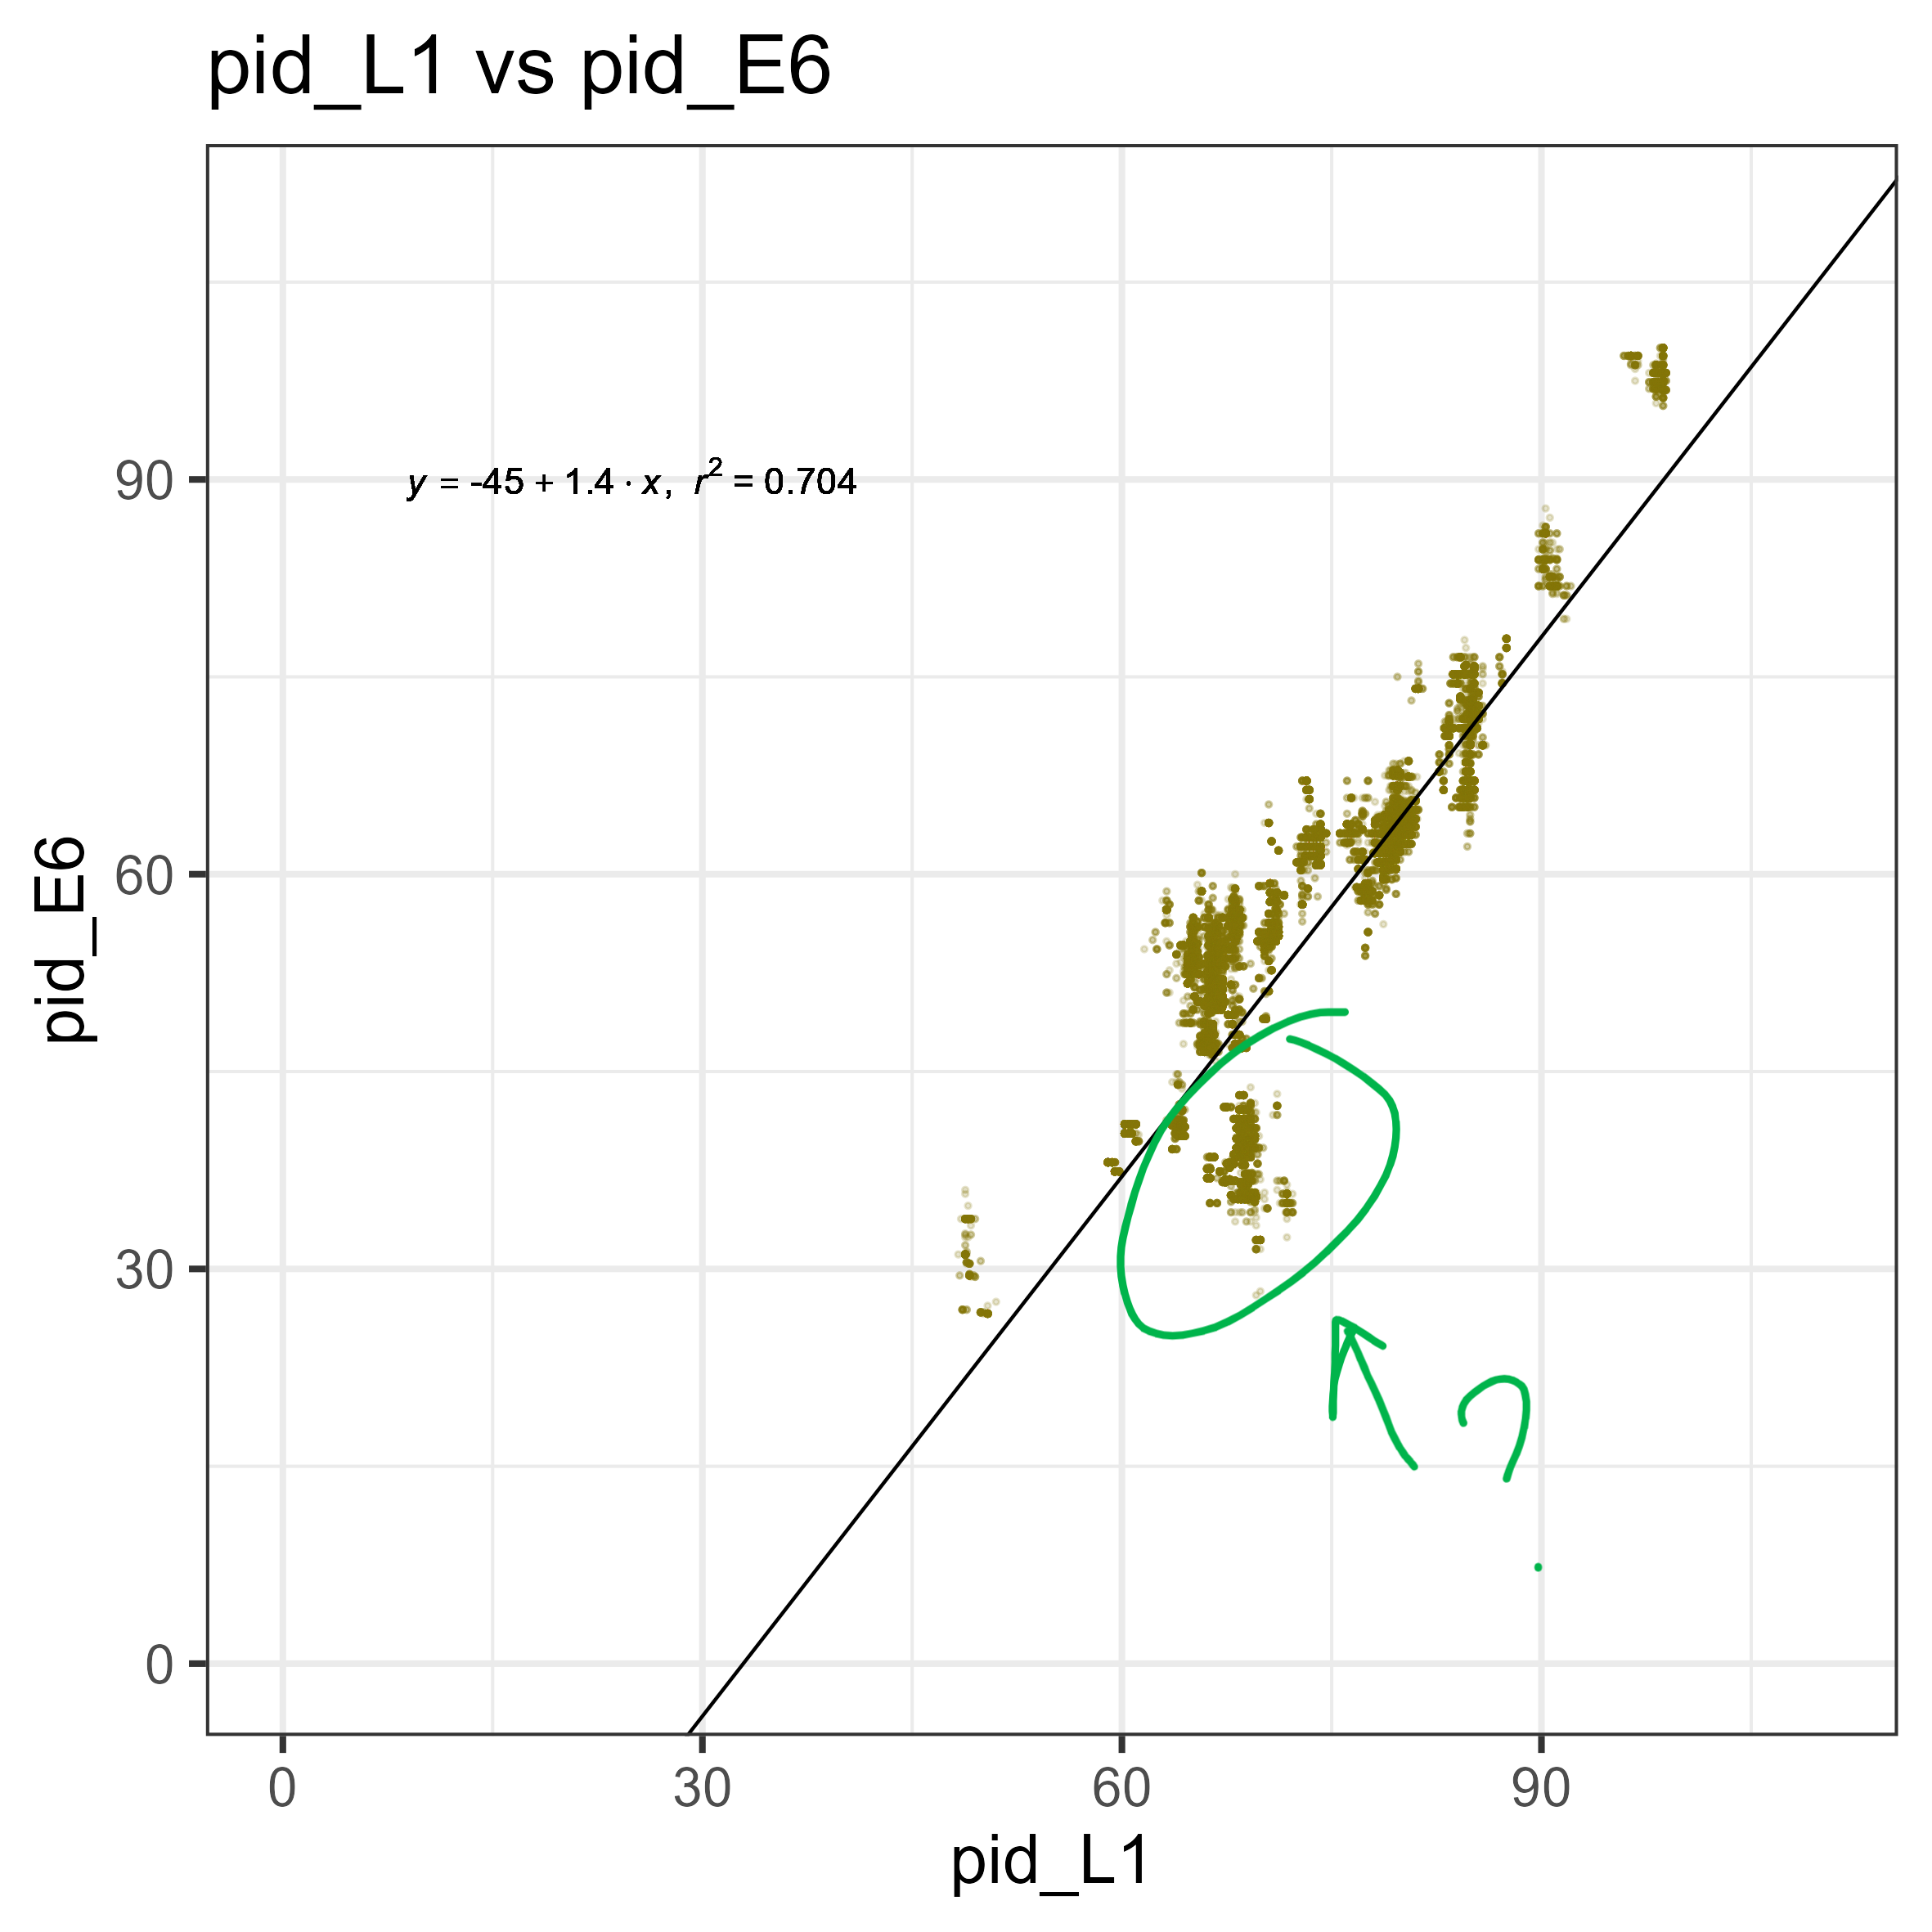 pid_L1 vs pid_E6
y = -45 + 1.4 · x, r² = 0.704
90
60
30
0
pid_E6
?
0
30
60
90
pid_L1